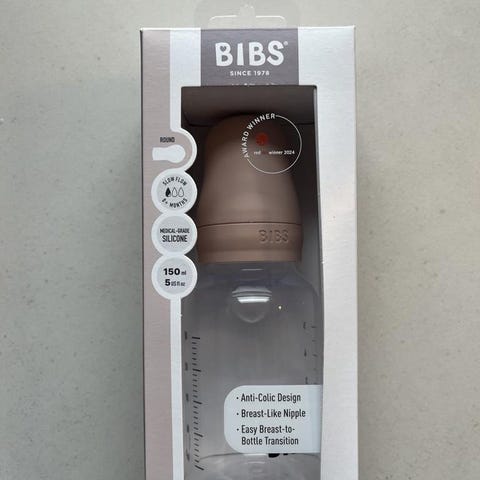 BIBS®
SINCE 1978
AWARD WINNER
red winner 2024
ROUND
SLOW FLOW
0+ MONTHS
MEDICAL-GRADE
SILICONE
150 ml
5 US fl oz
BIBS
• Anti-Colic Design
• Breast-Like Nipple
• Easy Breast-to-
Bottle Transition